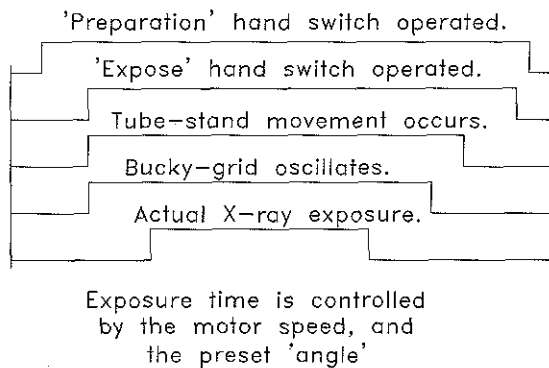 'Preparation' hand switch operated.
'Expose' hand switch operated.
Tube-stand movement occurs.
Bucky-grid oscillates.
Actual X-ray exposure.
Exposure time is controlled
by the motor speed, and
the preset 'angle'